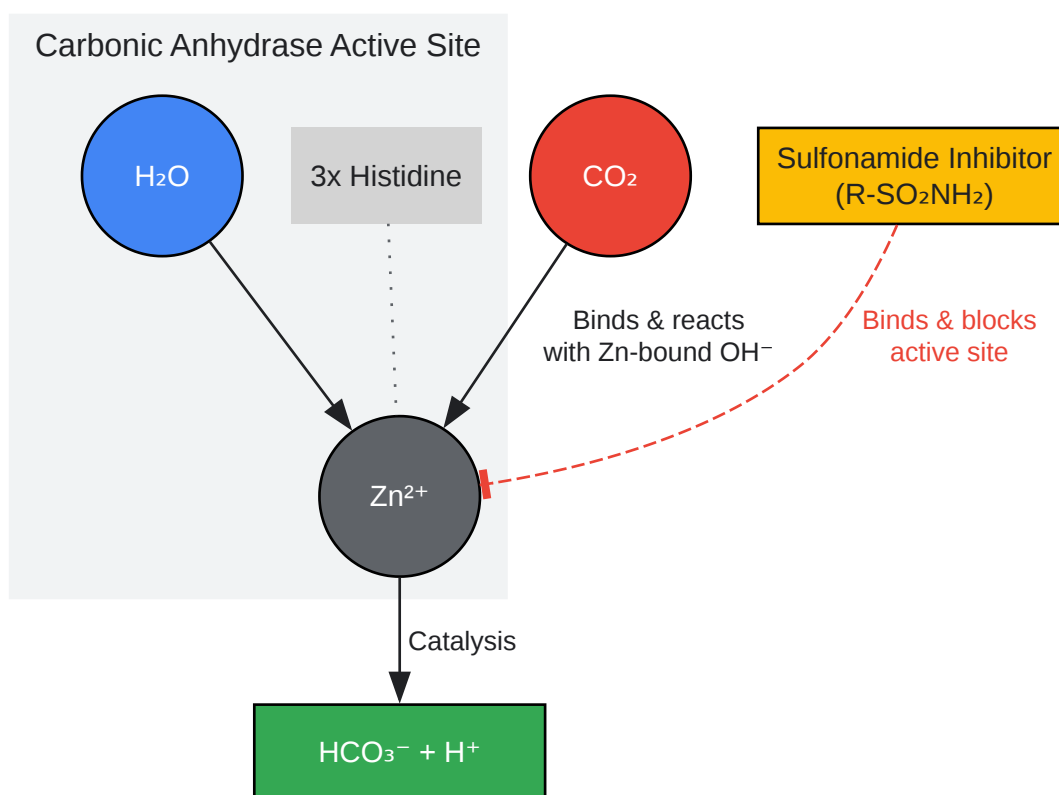 Carbonic Anhydrase Active Site
H₂O
3x Histidine
CO₂
Sulfonamide Inhibitor
(R-SO₂NH₂)
Binds & reacts
with Zn-bound OH⁻
Binds & blocks
active site
Zn²⁺
Catalysis
HCO₃⁻ + H⁺